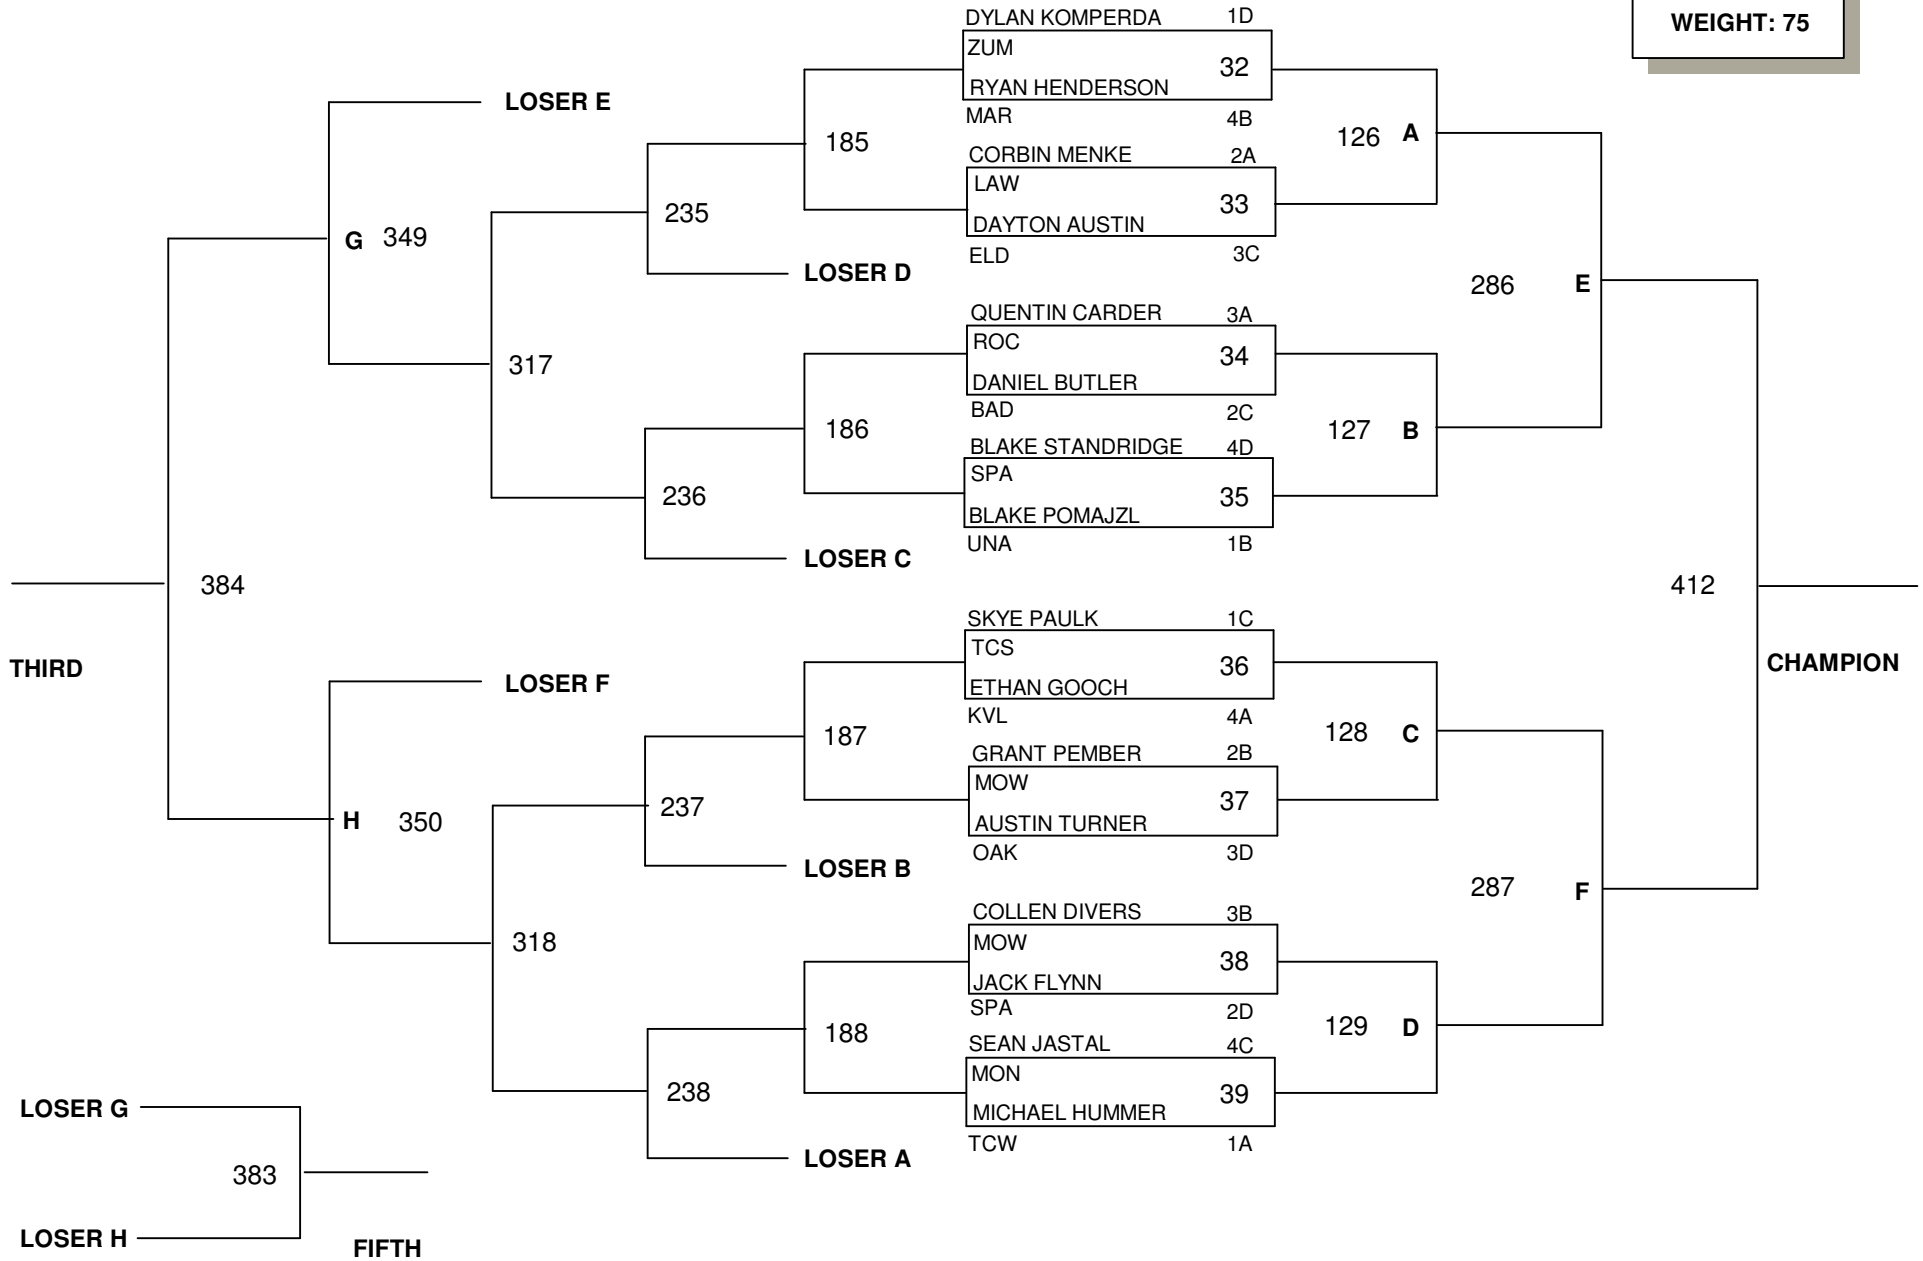 WEIGHT: 75
DYLAN KOMPERDA 1D
ZUM
32
RYAN HENDERSON
MAR 4B
CORBIN MENKE 2A
LAW
33
DAYTON AUSTIN
ELD 3C
QUENTIN CARDER 3A
ROC
34
DANIEL BUTLER
BAD 2C
BLAKE STANDRIDGE 4D
SPA
35
BLAKE POMAJZL
UNA 1B
SKYE PAULK 1C
TCS
36
ETHAN GOOCH
KVL 4A
GRANT PEMBER 2B
MOW
37
AUSTIN TURNER
OAK 3D
COLLEN DIVERS 3B
MOW
38
JACK FLYNN
SPA 2D
SEAN JASTAL 4C
MON
39
MICHAEL HUMMER
TCW 1A
126 A
127 B
128 C
129 D
286 E
287 F
412
CHAMPION
185
186
187
188
235
LOSER D
236
LOSER C
237
LOSER B
238
LOSER A
317
318
LOSER E
G 349
LOSER F
H 350
384
THIRD
LOSER G
383
LOSER H
FIFTH